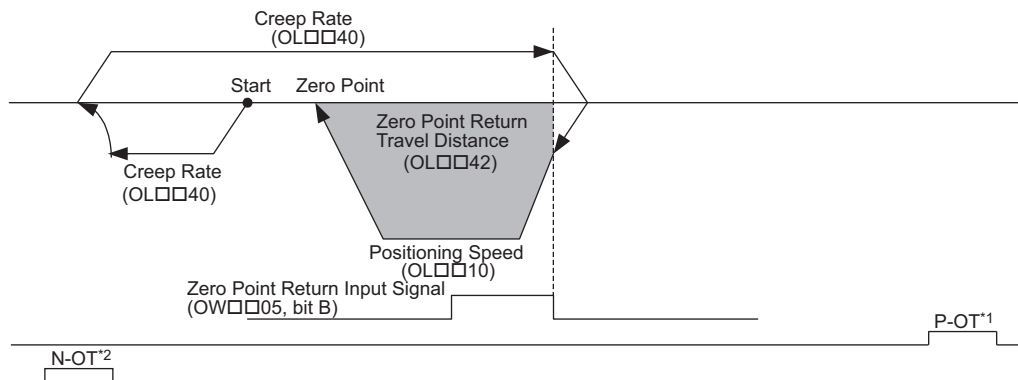 Creep Rate
(OL□□40)
Start
Zero Point
Zero Point Return
Travel Distance
(OL□□42)
Creep Rate
(OL□□40)
Positioning Speed
(OL□□10)
Zero Point Return Input Signal
(OW□□05, bit B)
P-OT*1
N-OT*2